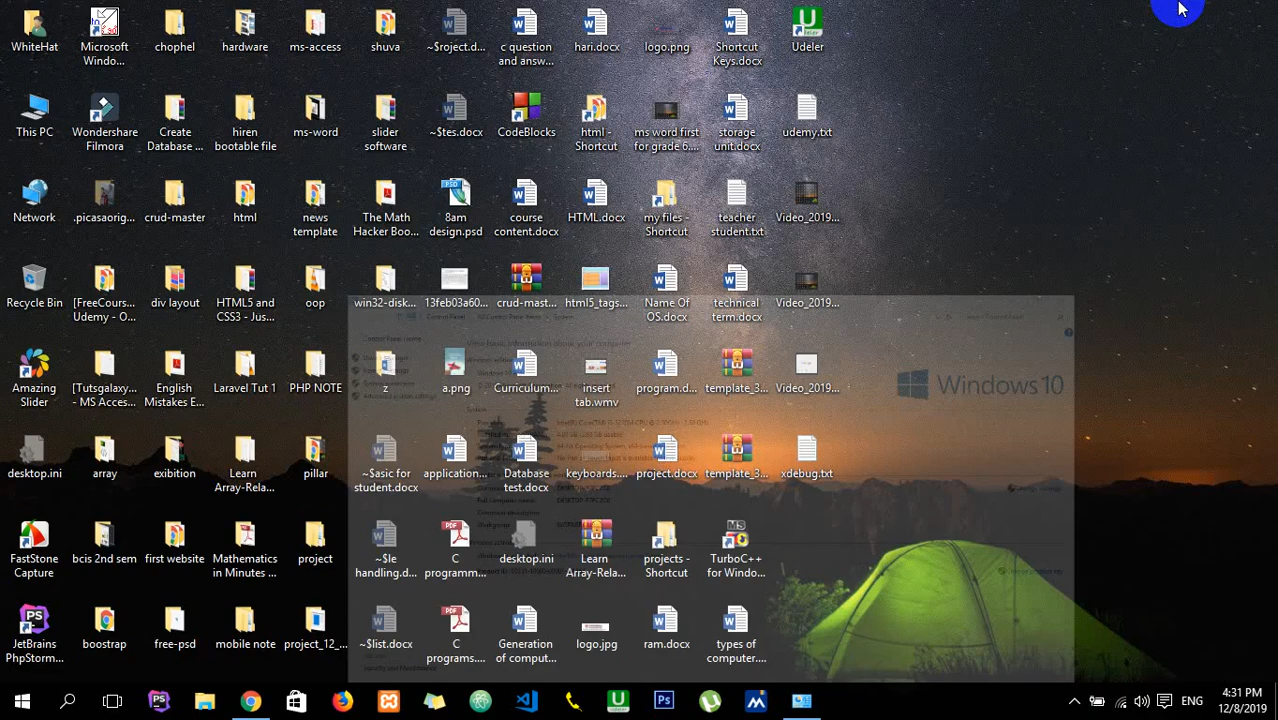 WhiteHat
Microsoft
Windo...
chophel
hardware
ms-access
shuva
~$roject.d...
c question
and answ...
hari.docx
logo.png
Shortcut
Keys.docx
Udeler
This PC
Wondershare
Filmora
Create
Database ...
hiren
bootable file
ms-word
slider
software
~$tes.docx
CodeBlocks
html -
Shortcut
ms word first
for grade 6....
storage
unit.docx
udemy.txt
Network
.picasaorig...
crud-master
html
news
template
The Math
Hacker Boo...
8am
design.psd
course
content.docx
HTML.docx
my files -
Shortcut
teacher
student.txt
Video_2019...
Recycle Bin
[FreeCours...
Udemy - O...
div layout
HTML5 and
CSS3 - Jus...
oop
win32-disk...
13feb03a60...
crud-mast...
html5_tags...
Name Of
OS.docx
technical
term.docx
Video_2019...
Amazing
Slider
[Tutsgalaxy...
- MS Acces...
English
Mistakes E...
Laravel Tut 1
PHP NOTE
z
a.png
Curriculum...
insert
tab.wmv
program.d...
template_3...
Video_2019...
Windows 10
desktop.ini
array
exibition
Learn
Array-Rela...
pillar
~$asic for
student.docx
application...
Database
test.docx
keyboards....
project.docx
template_3...
xdebug.txt
FastStone
Capture
bcis 2nd sem
first website
Mathematics
in Minutes ...
project
~$le
handling.d...
C
programm...
desktop.ini
Learn
Array-Rela...
projects -
Shortcut
TurboC++
for Windo...
JetBrains
PhpStorm...
boostrap
free-psd
mobile note
project_12_...
~$list.docx
C
programs....
Generation
of comput...
logo.jpg
ram.docx
types of
computer....
ENG
4:31 PM
12/8/2019